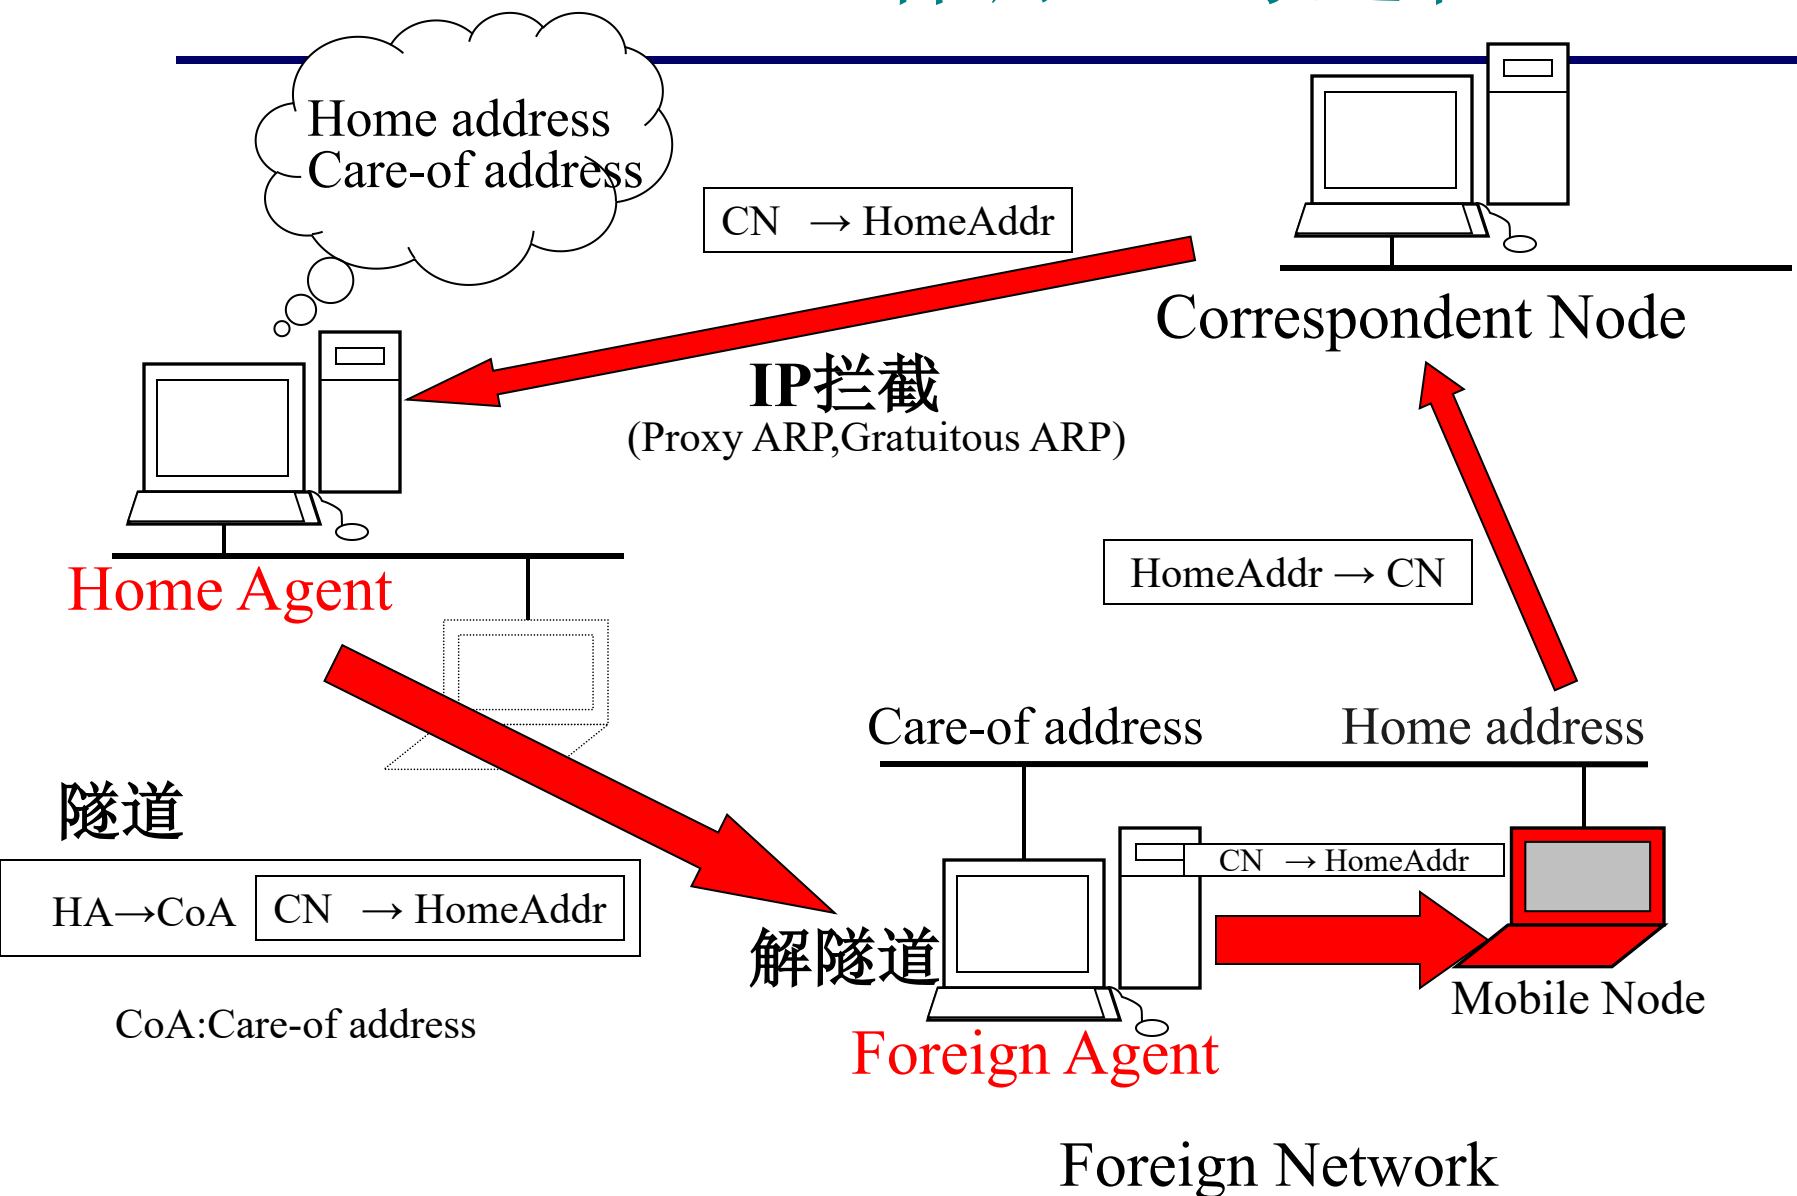 Home address
Care-of address
CN → HomeAddr
Correspondent Node
IP拦截
(Proxy ARP,Gratuitous ARP)
Home Agent
HomeAddr → CN
Care-of address
Home address
隧道
CN → HomeAddr
HA→CoA CN → HomeAddr
解隧道
Mobile Node
CoA:Care-of address
Foreign Agent
Foreign Network